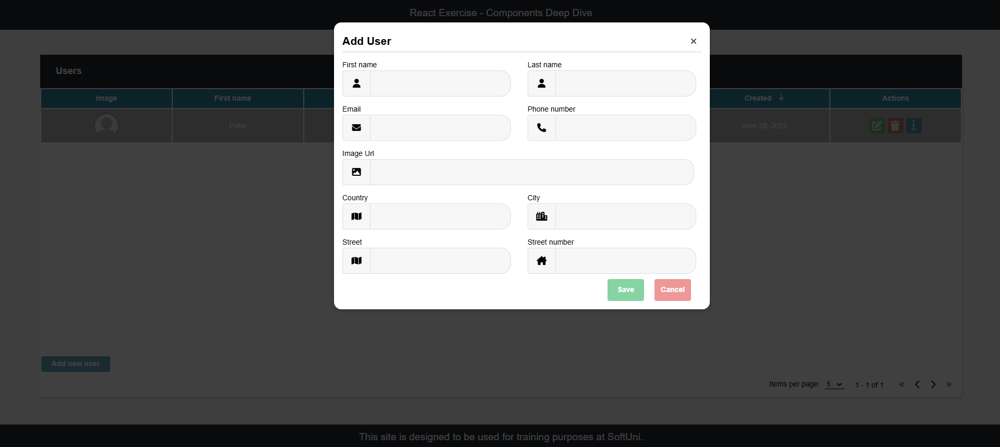 React Exercise - Components Deep Dive
Add User
First name
Last name
Email
Phone number
Image Url
Country
City
Street
Street number
Save
Cancel
Users
Image
First name
Created
Actions
Peter
June 28, 2022
Add new user
Items per page: 5
1 - 1 of 1
This site is designed to be used for training purposes at SoftUni.